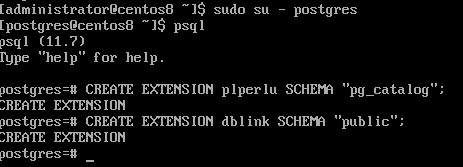 [administrator@centos8 ~]$ sudo su - postgres
[postgres@centos8 ~]$ psql
psql (11.7)
Type "help" for help.
postgres=# CREATE EXTENSION plperlu SCHEMA "pg_catalog";
CREATE EXTENSION
postgres=# CREATE EXTENSION dblink SCHEMA "public";
CREATE EXTENSION
postgres=# _